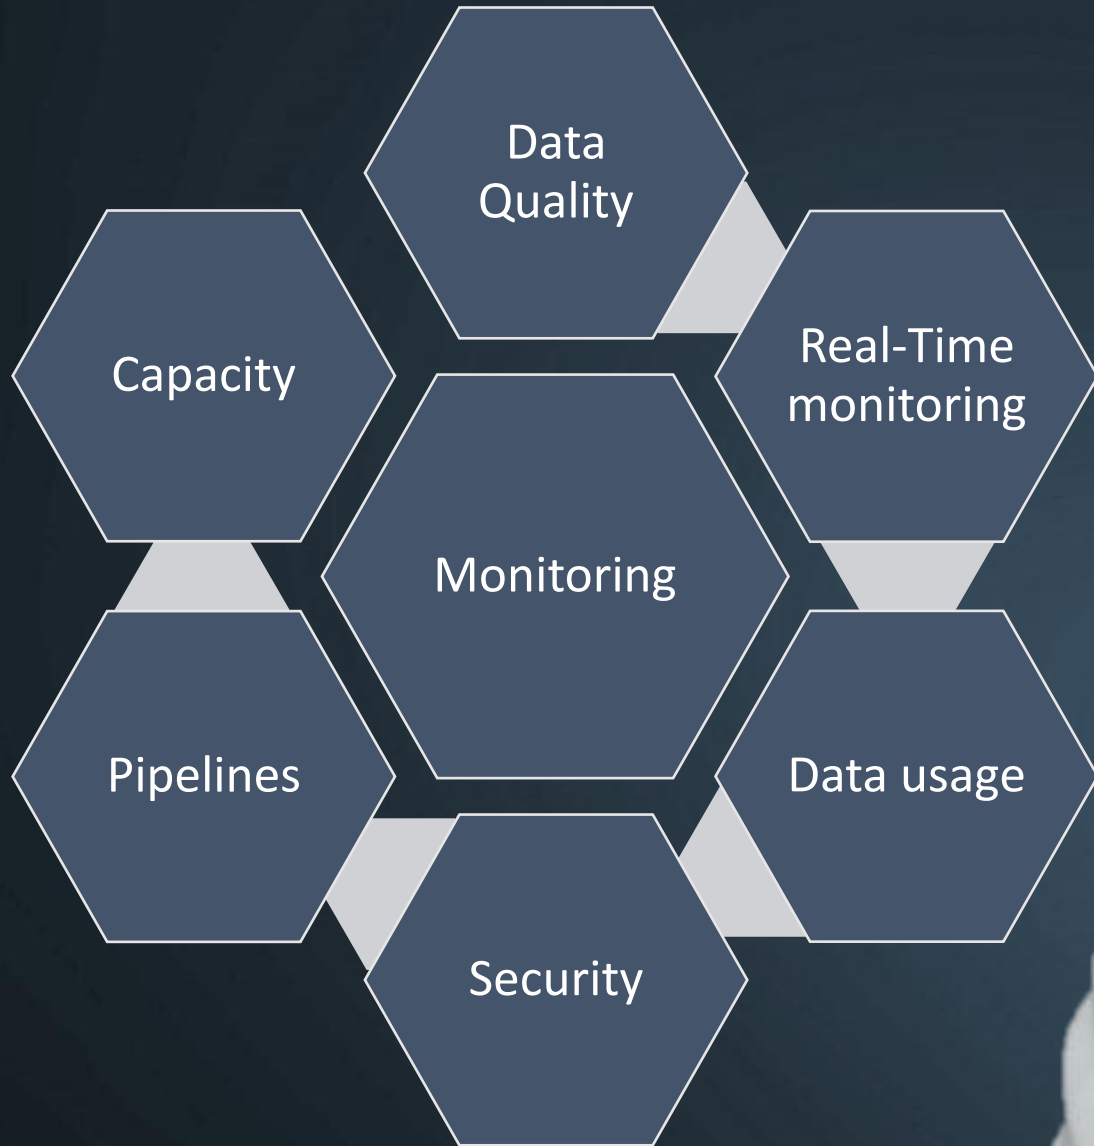 Data
Quality
Capacity
Real-Time
monitoring
Monitoring
Pipelines
Data usage
Security